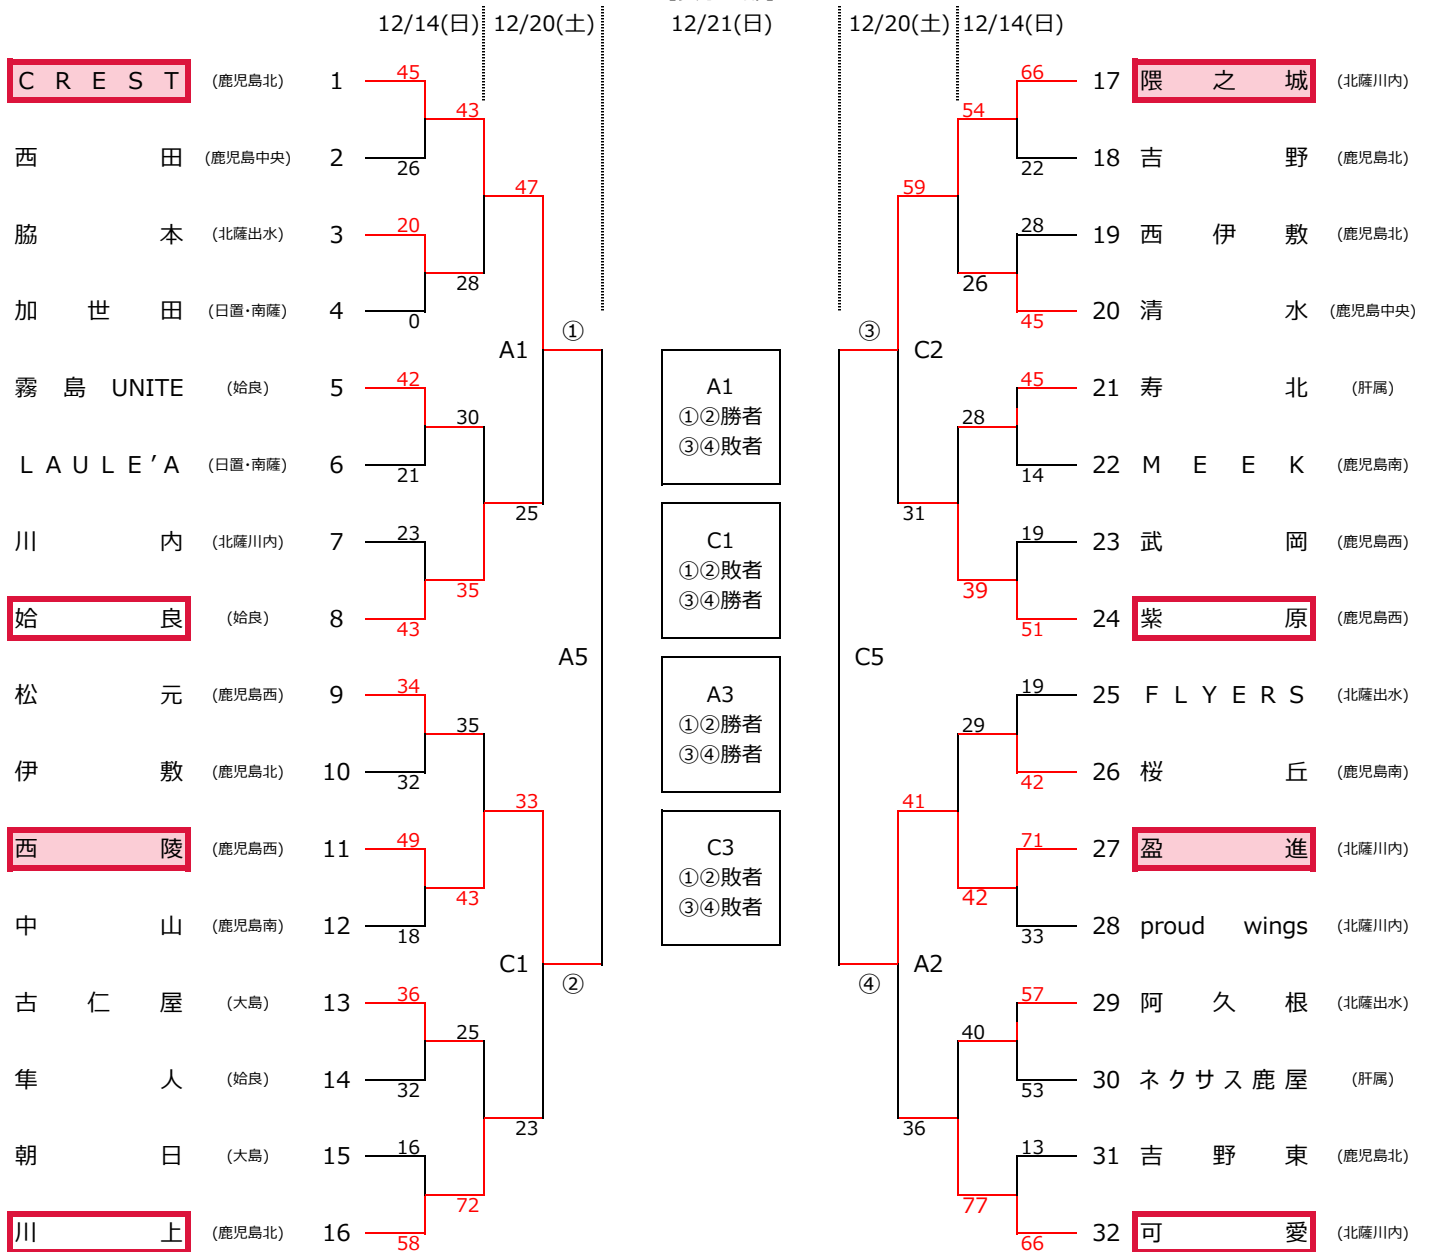 12/14(日) 12/20(土) 12/21(日) 12/20(土) 12/14(日)
CREST (鹿児島北) 1 45 66 17 隈之城 (北薩川内)
43 54
西田 (鹿児島中央) 2 26 22 18 吉野 (鹿児島北)
47 59
脇本 (北薩出水) 3 20 28 19 西伊敷 (鹿児島北)
28 26
加世田 (日置・南薩) 4 0 45 20 清水 (鹿児島中央)
① ③
A1 C2
霧島UNITE (姶良) 5 42 45 21 寿北 (肝属)
A1
①②勝者
③④敗者
30 28
LAULE'A (日置・南薩) 6 21 14 22 MEEK (鹿児島南)
25 31
川内 (北薩川内) 7 23 19 23 武岡 (鹿児島西)
C1
①②敗者
③④勝者
35 39
姶良 (姶良) 8 43 51 24 紫原 (鹿児島西)
A5 C5
松元 (鹿児島西) 9 34 19 25 FLYERS (北薩出水)
A3
①②勝者
③④勝者
35 29
伊敷 (鹿児島北) 10 32 42 26 桜丘 (鹿児島南)
33 41
西陵 (鹿児島西) 11 49 71 27 盈進 (北薩川内)
C3
①②敗者
③④敗者
43 42
中山 (鹿児島南) 12 18 33 28 proud wings (北薩川内)
C1 A2
② ④
古仁屋 (大島) 13 36 57 29 阿久根 (北薩出水)
25 40
隼人 (姶良) 14 32 53 30 ネクサス鹿屋 (肝属)
23 36
朝日 (大島) 15 16 13 31 吉野東 (鹿児島北)
72 77
川上 (鹿児島北) 16 58 66 32 可愛 (北薩川内)